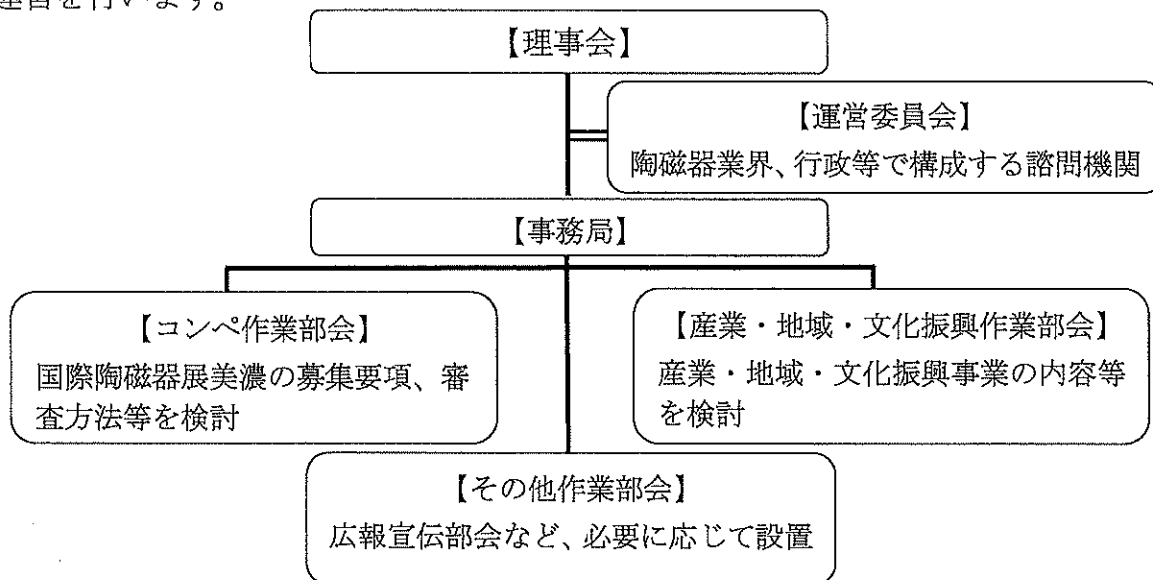 運営を行います。
【理事会】
【運営委員会】
陶磁器業界、行政等で構成する諮問機関
【事務局】
【コンペ作業部会】
国際陶磁器展美濃の募集要項、審
査方法等を検討
【産業・地域・文化振興作業部会】
産業・地域・文化振興事業の内容等
を検討
【その他作業部会】
広報宣伝部会など、必要に応じて設置